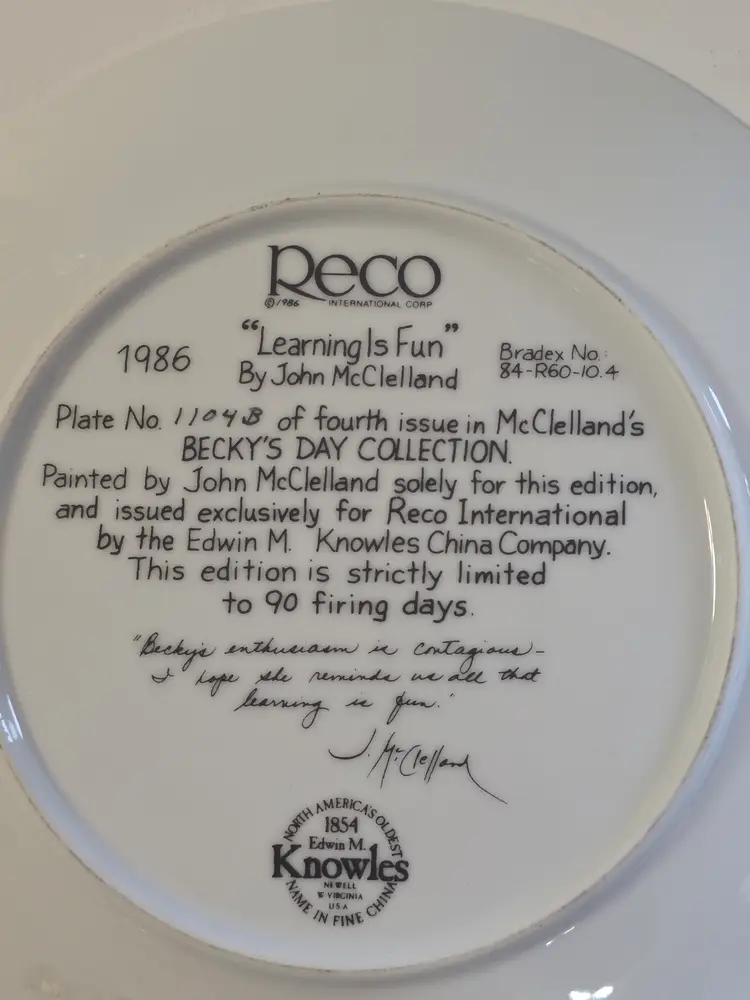 Reco
©1986 INTERNATIONAL CORP
1986
"Learning Is Fun"
By John McClelland
Bradex No.:
84-R60-10.4
Plate No. 1104B of fourth issue in McClelland's
BECKY'S DAY COLLECTION.
Painted by John McClelland solely for this edition,
and issued exclusively for Reco International
by the Edwin M. Knowles China Company.
This edition is strictly limited
to 90 firing days.
"Becky's enthusiasm is contagious–
I hope she reminds us all that
learning is fun."
J. McClelland
NORTH AMERICA'S OLDEST
1854
Edwin M.
Knowles
NEWELL
W VIRGINIA
USA
NAME IN FINE CHINA